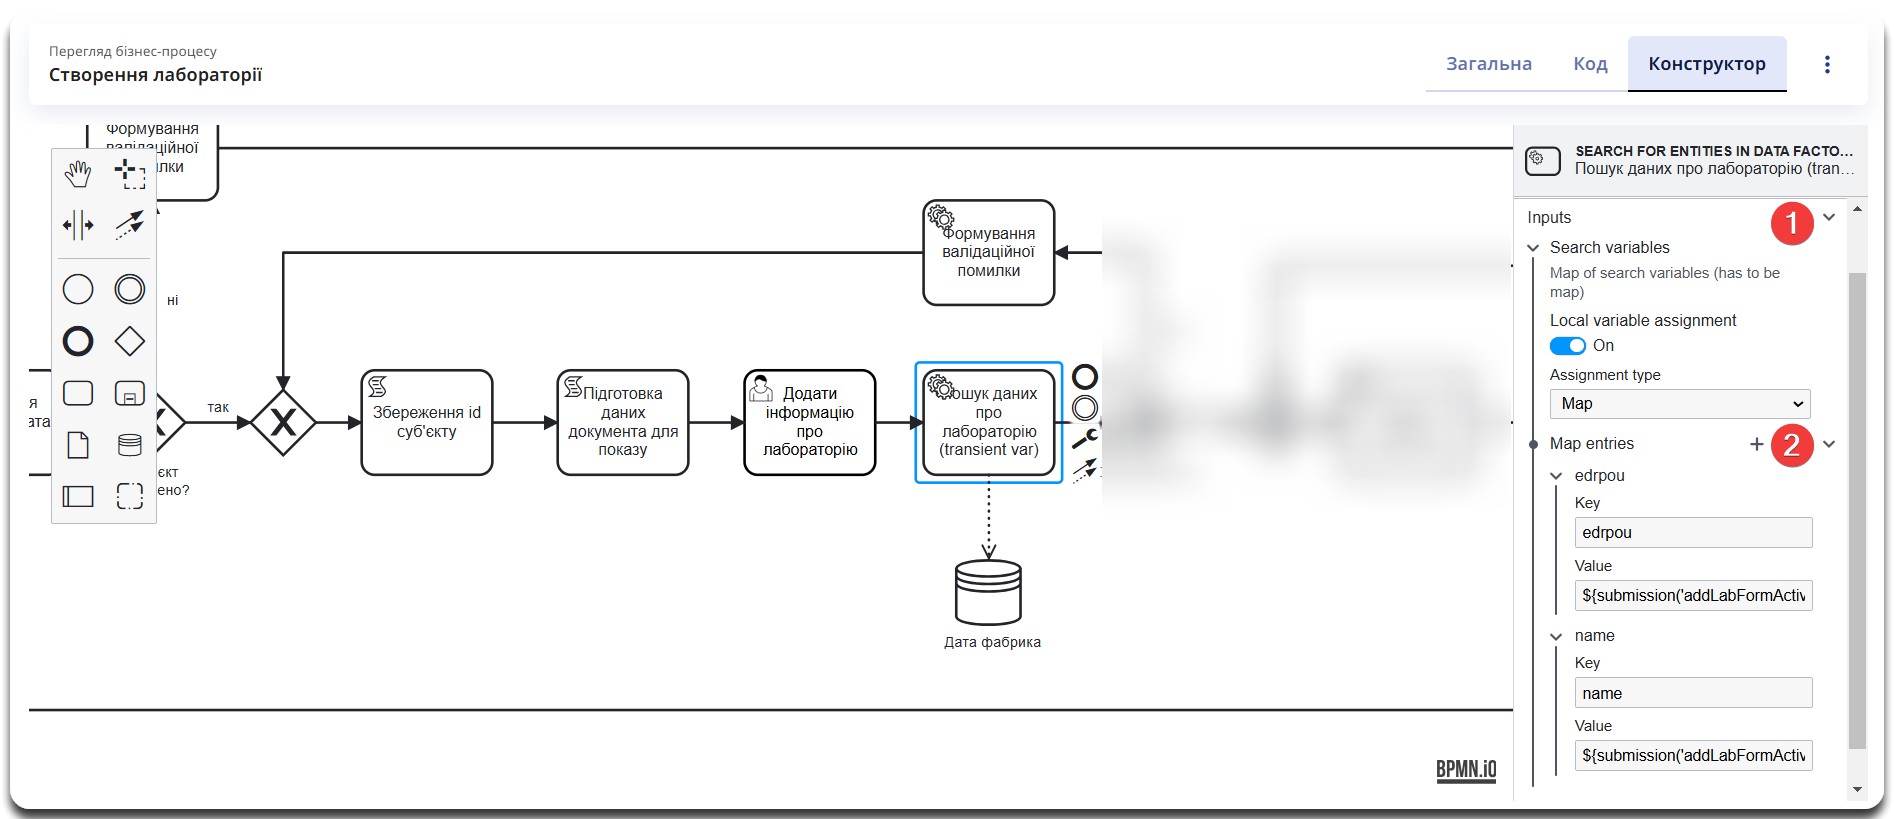 Перегляд бізнес-процесу
Створення лабораторії
Загальна
Код
Конструктор
Формування
валідаційної
лки
ні
я
ата
так
єкт
ено?
Збереження id
суб'єкту
Підготовка
даних
документа для
показу
Додати
інформацію
про
лабораторію
Формування
валідаційної
помилки
ошук даних
про
лабораторію
(transient var)
Дата фабрика
BPMN.iO
SEARCH FOR ENTITIES IN DATA FACTO...
Пошук даних про лабораторію (tran...
Inputs
1
Search variables
Map of search variables (has to be
map)
Local variable assignment
On
Assignment type
Map
Map entries
2
edrpou
Key
edrpou
Value
${submission('addLabFormActiv
name
Key
name
Value
${submission('addLabFormActiv